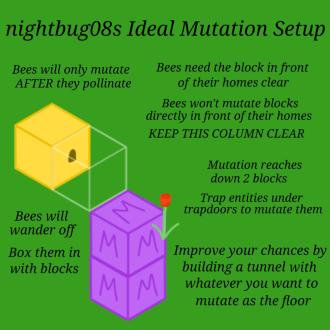 nightbug08s Ideal Mutation Setup
Bees will only mutate
AFTER they pollinate
Bees need the block in front
of their homes clear
Bees won't mutate blocks
directly in front of their homes
KEEP THIS COLUMN CLEAR
Mutation reaches
down 2 blocks
Trap entities under
trapdoors to mutate them
Bees will
wander off
Box them in
with blocks
Improve your chances by
building a tunnel with
whatever you want to
mutate as the floor
M
M
M
M
M